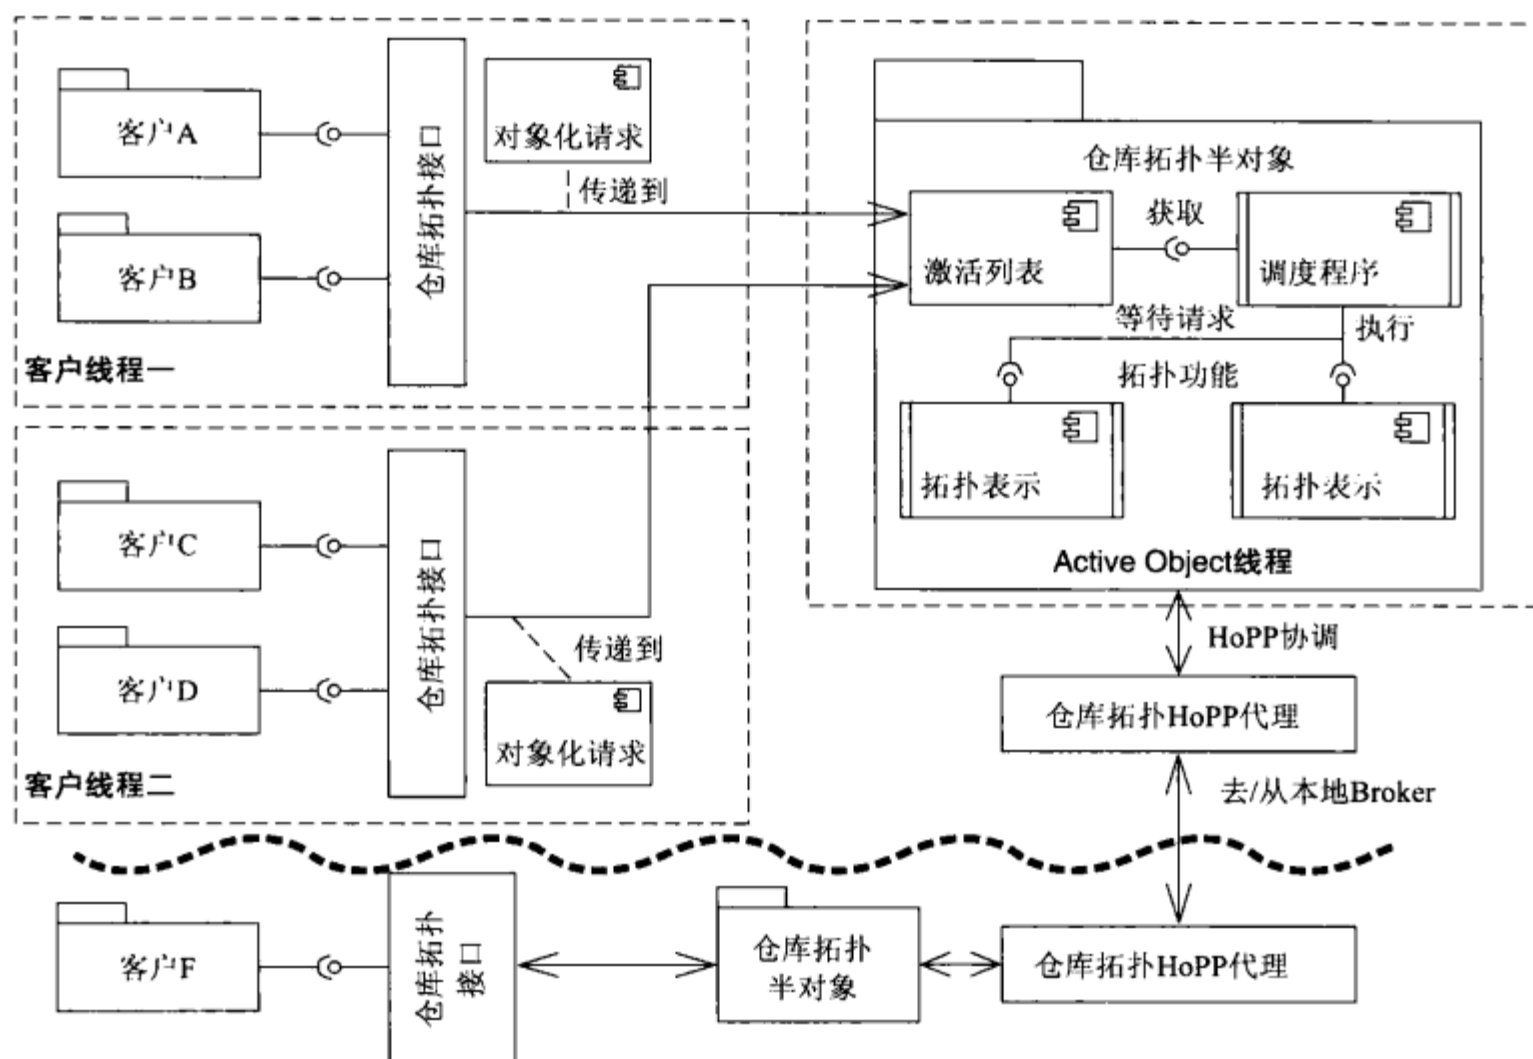 客户A
客户B
仓库拓扑接口
对象化请求
传递到
客户线程一
仓库拓扑半对象
激活列表
获取
调度程序
等待请求
执行
拓扑功能
拓扑表示
拓扑表示
Active Object线程
客户C
客户D
仓库拓扑接口
传递到
对象化请求
客户线程二
HoPP协调
仓库拓扑HoPP代理
去/从本地Broker
客户F
仓库拓扑
接口
仓库拓扑
半对象
仓库拓扑HoPP代理